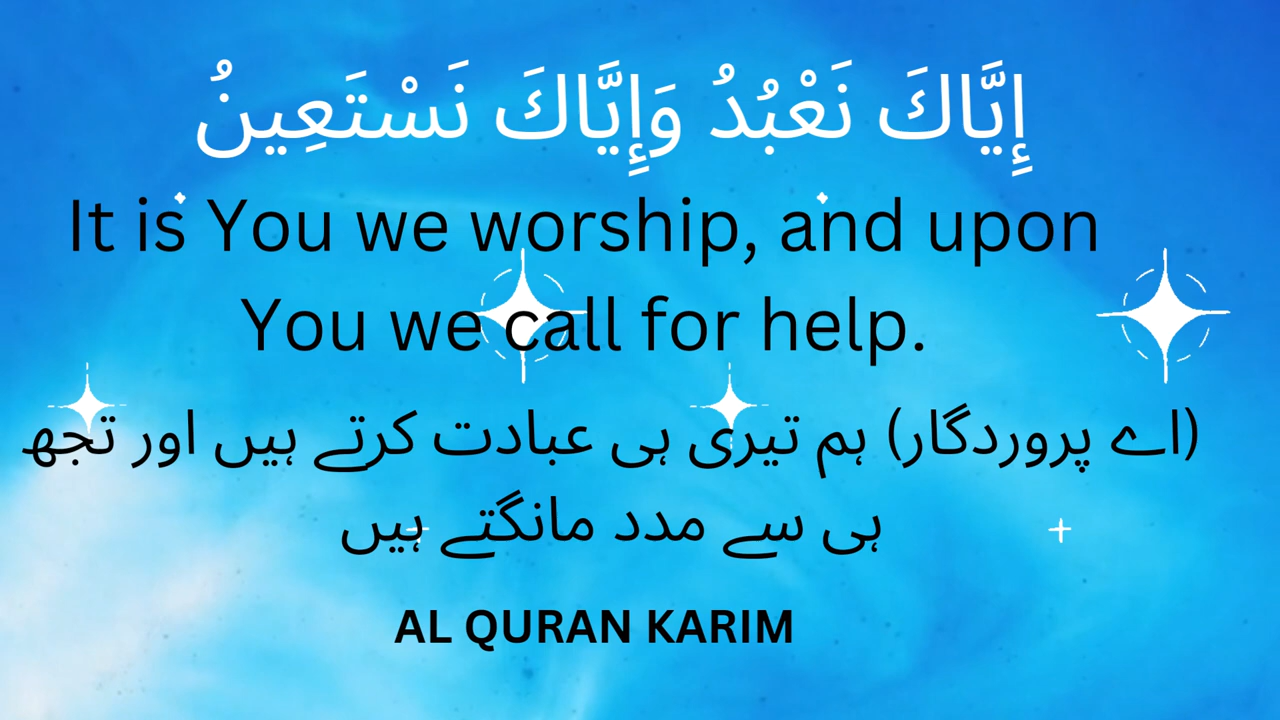 إِيَّاكَ نَعْبُدُ وَإِيَّاكَ نَسْتَعِينُ
It is You we worship, and upon
You we call for help.
(اے پروردگار) ہم تیری ہی عبادت کرتے ہیں اور تجھ
ہی سے مدد مانگتے ہیں
AL QURAN KARIM